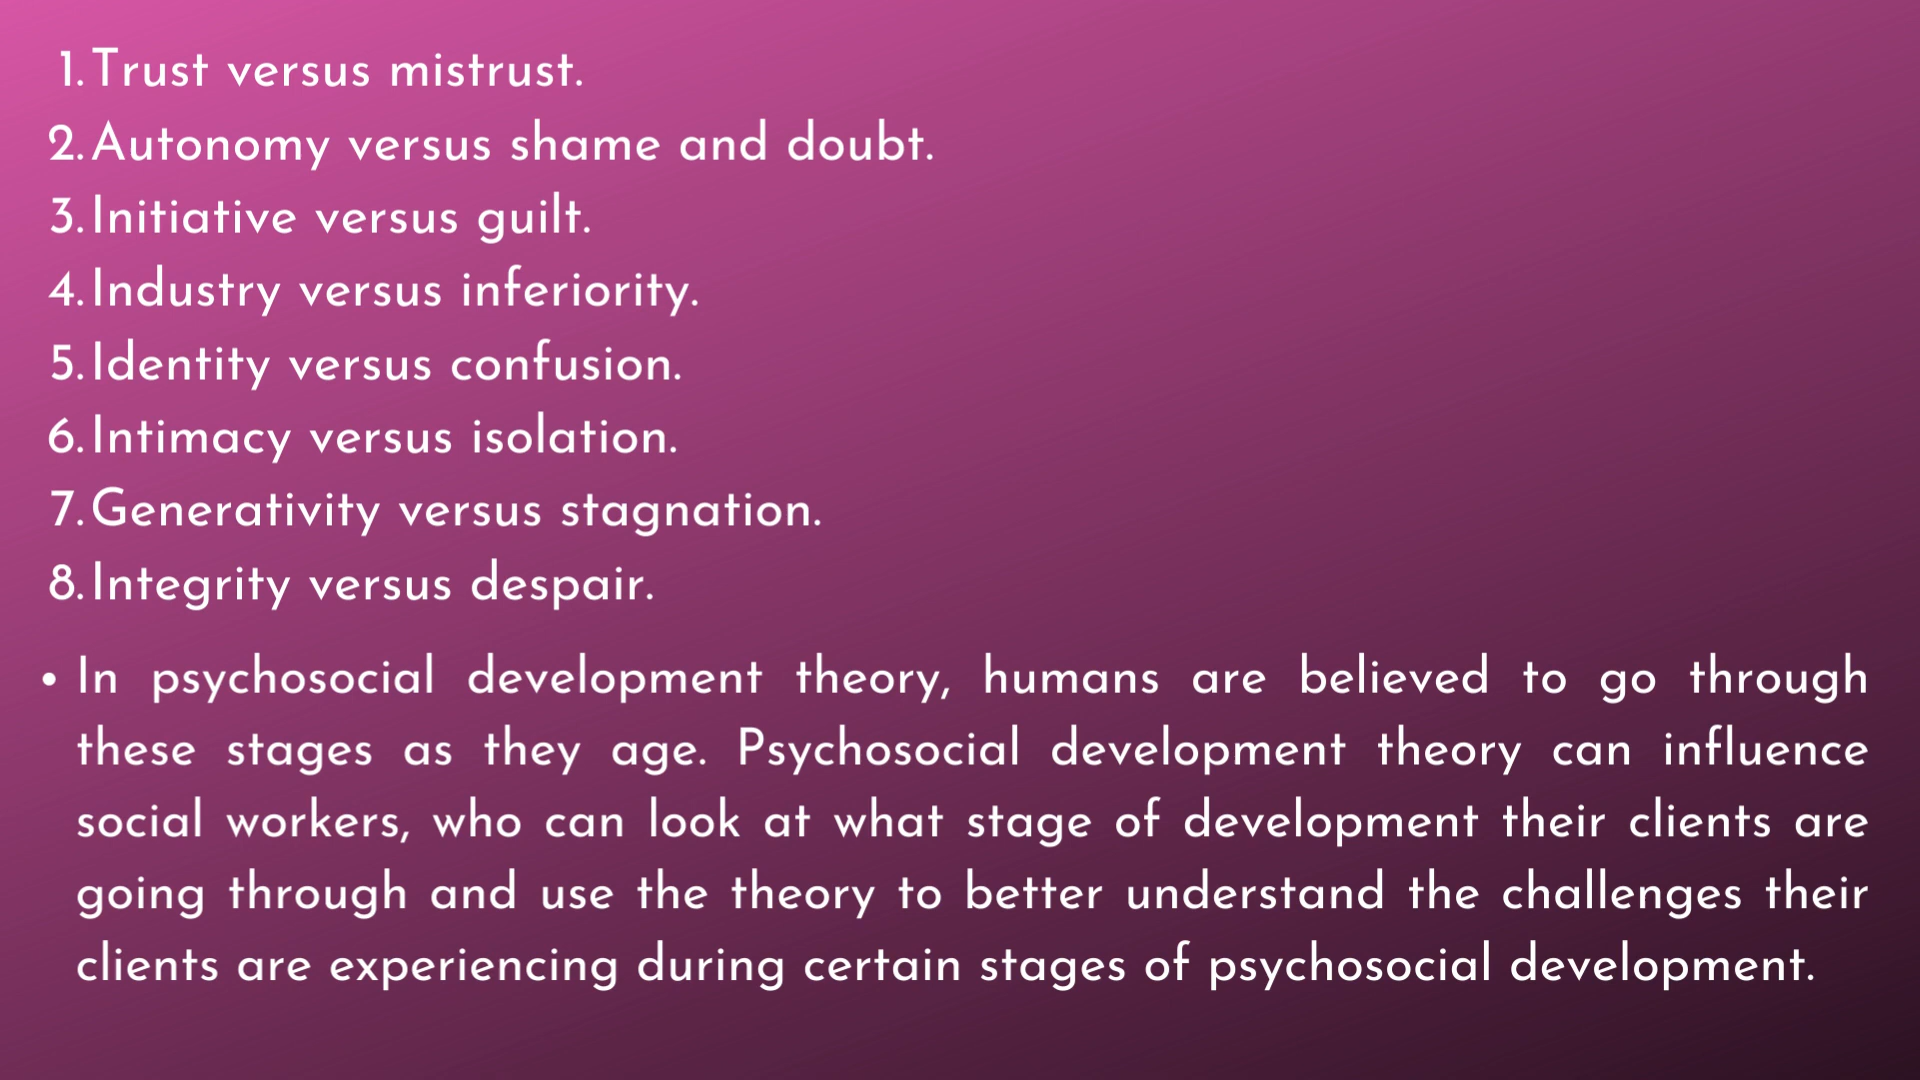 1. Trust versus mistrust.
2. Autonomy versus shame and doubt.
3. Initiative versus guilt.
4. Industry versus inferiority.
5. Identity versus confusion.
6. Intimacy versus isolation.
7. Generativity versus stagnation.
8. Integrity versus despair.
• In psychosocial development theory, humans are believed to go through
these stages as they age. Psychosocial development theory can influence
social workers, who can look at what stage of development their clients are
going through and use the theory to better understand the challenges their
clients are experiencing during certain stages of psychosocial development.